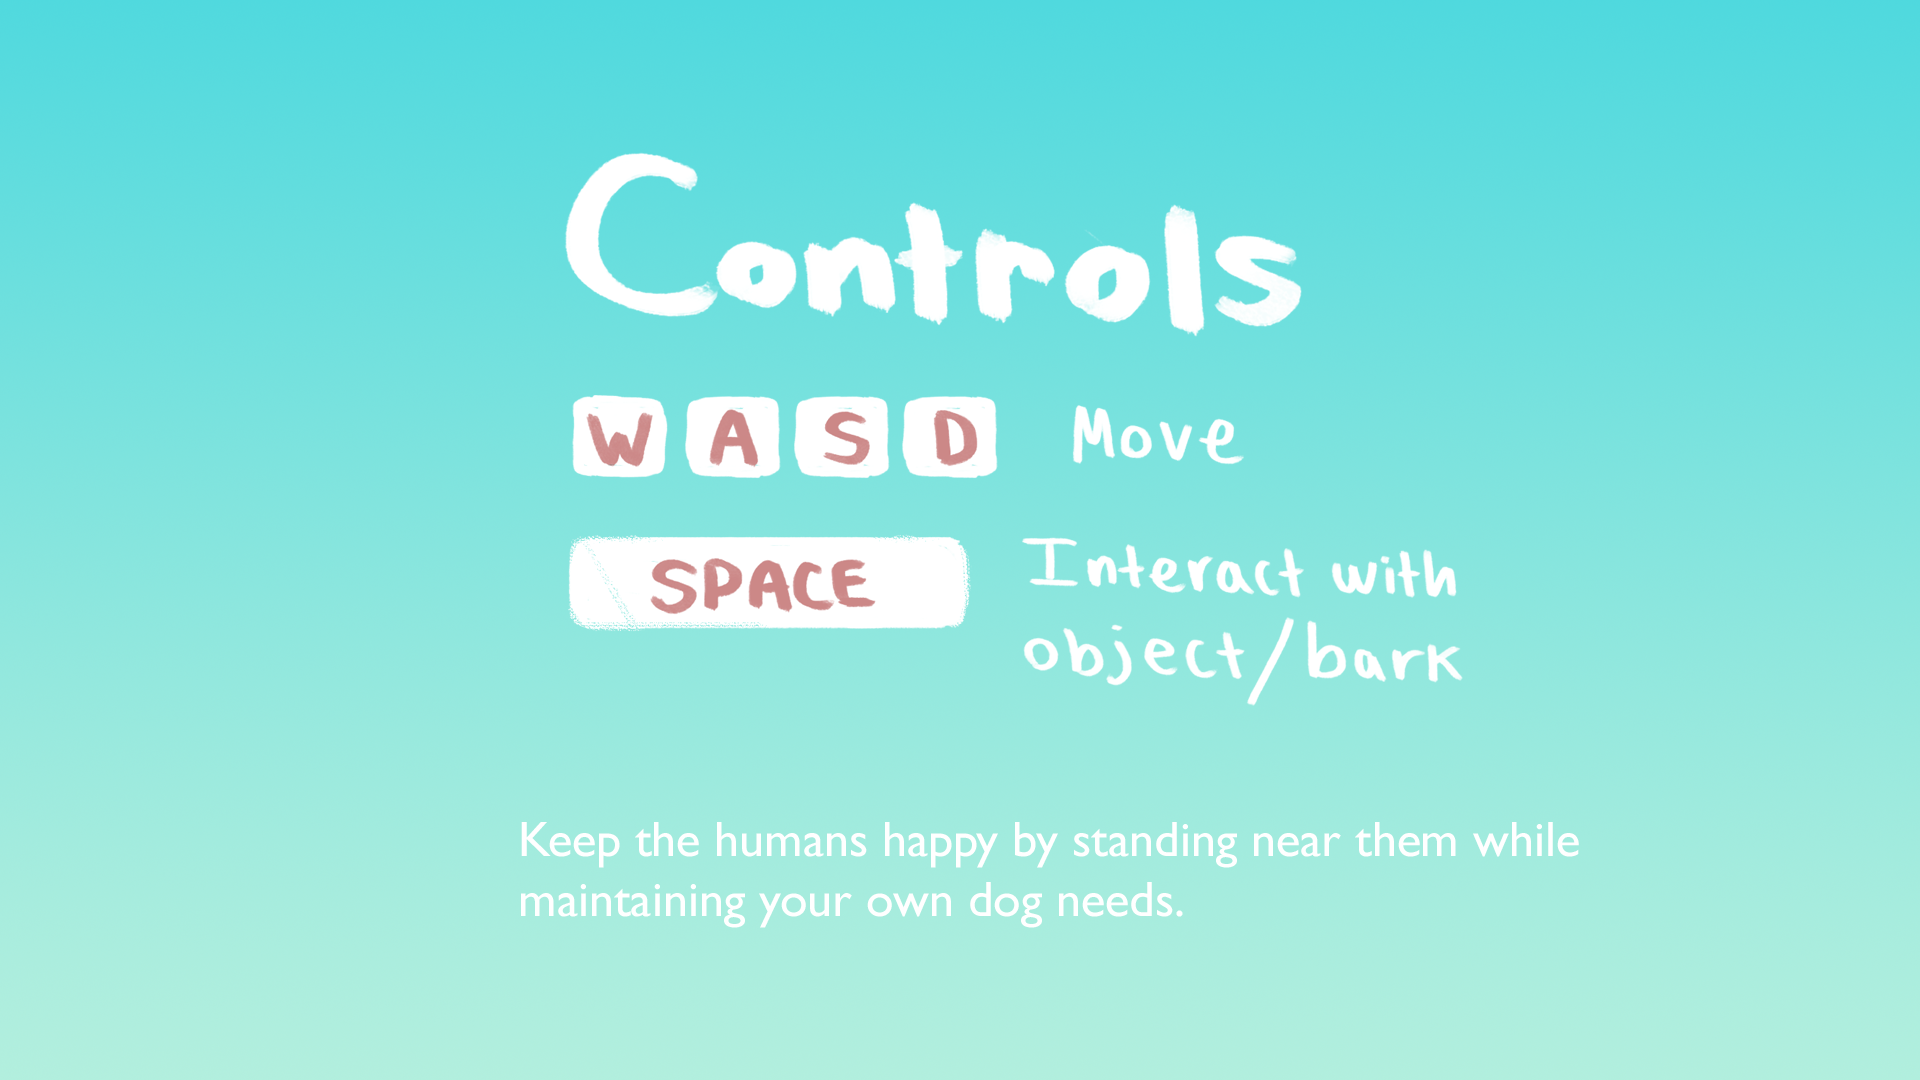 Controls
W A S D Move
SPACE Interact with
object/bark
Keep the humans happy by standing near them while
maintaining your own dog needs.